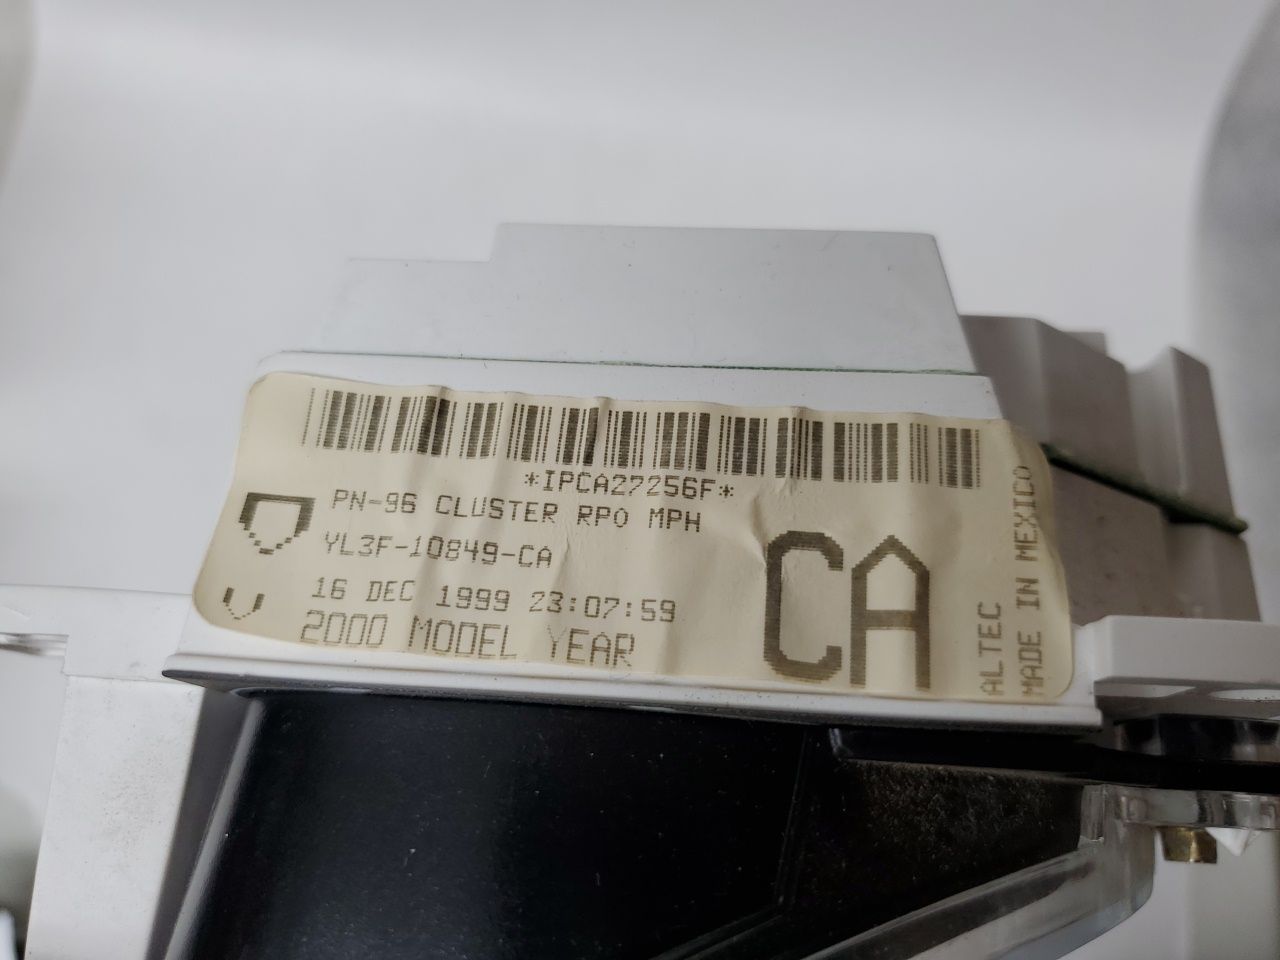 *IPCA27256F*
PN-96 CLUSTER RPO MPH
YL3F-10849-CA
16 DEC 1999 23:07:59
2000 MODEL YEAR
V
CA
ALTEC
MADE IN MEXICO